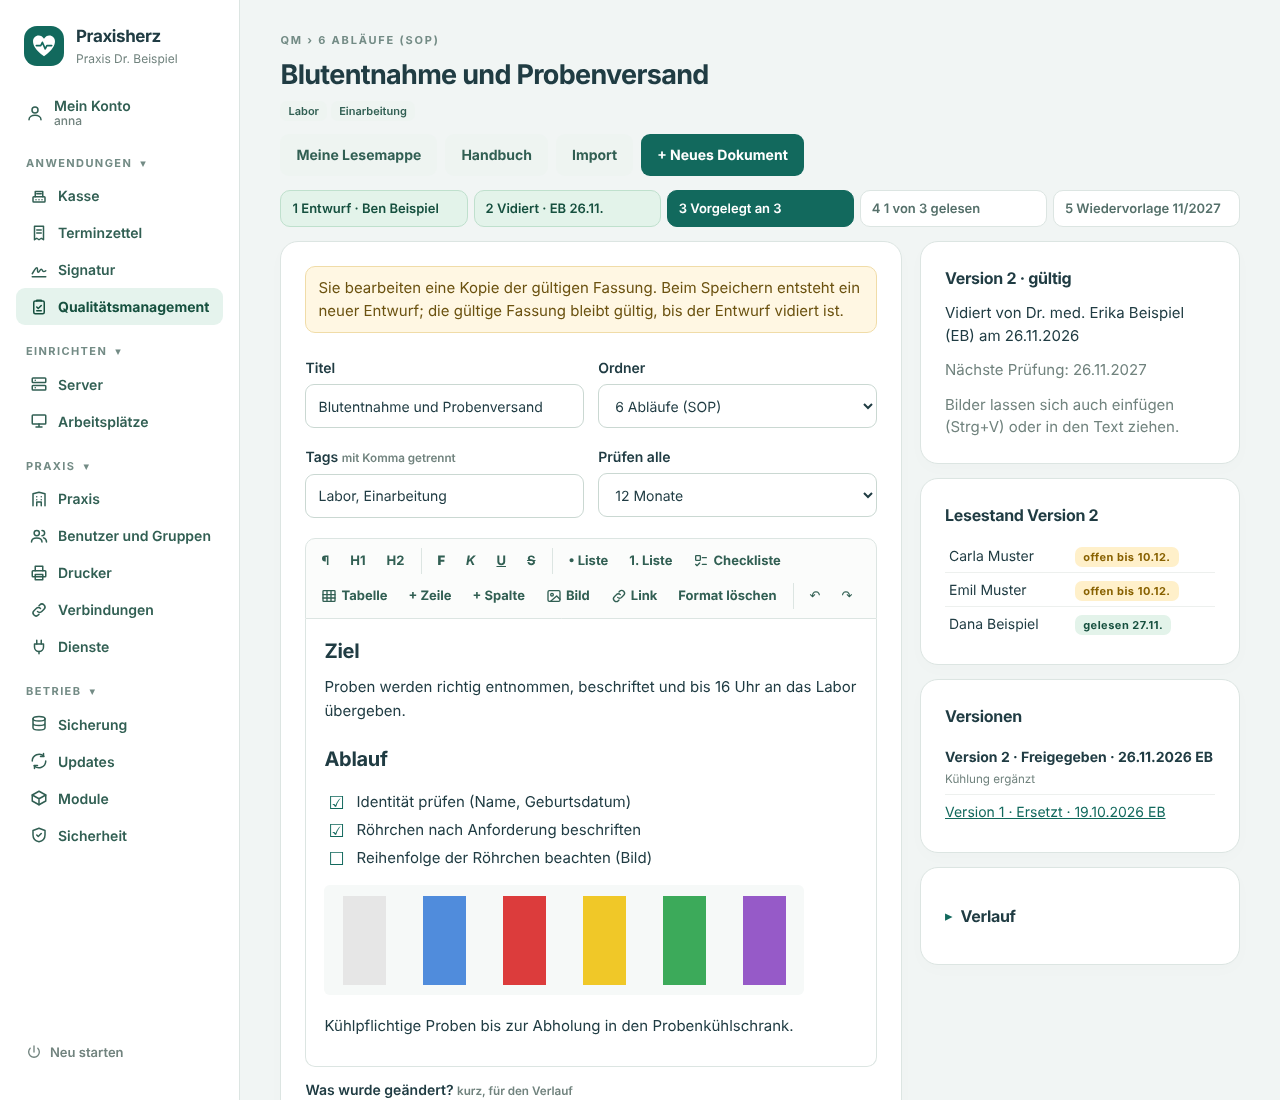 Praxisherz
Praxis Dr. Beispiel
Mein Konto
anna
ANWENDUNGEN ▾
Kasse
Terminzettel
Signatur
Qualitätsmanagement
EINRICHTEN ▾
Server
Arbeitsplätze
PRAXIS ▾
Praxis
Benutzer und Gruppen
Drucker
Verbindungen
Dienste
BETRIEB ▾
Sicherung
Updates
Module
Sicherheit
Neu starten
QM › 6 ABLÄUFE (SOP)
Blutentnahme und Probenversand
Labor Einarbeitung
Meine Lesemappe Handbuch Import + Neues Dokument
1 Entwurf · Ben Beispiel 2 Vidiert · EB 26.11. 3 Vorgelegt an 3 4 1 von 3 gelesen 5 Wiedervorlage 11/2027
Sie bearbeiten eine Kopie der gültigen Fassung. Beim Speichern entsteht ein
neuer Entwurf; die gültige Fassung bleibt gültig, bis der Entwurf vidiert ist.
Titel Ordner
Blutentnahme und Probenversand 6 Abläufe (SOP)
Tags mit Komma getrennt Prüfen alle
Labor, Einarbeitung 12 Monate
¶ H1 H2 F K U S • Liste 1. Liste Checkliste
Tabelle + Zeile + Spalte Bild Link Format löschen ↶ ↷
Ziel
Proben werden richtig entnommen, beschriftet und bis 16 Uhr an das Labor
übergeben.
Ablauf
☑ Identität prüfen (Name, Geburtsdatum)
☑ Röhrchen nach Anforderung beschriften
☐ Reihenfolge der Röhrchen beachten (Bild)
Kühlpflichtige Proben bis zur Abholung in den Probenkühlschrank.
Was wurde geändert? kurz, für den Verlauf
Version 2 · gültig
Vidiert von Dr. med. Erika Beispiel
(EB) am 26.11.2026
Nächste Prüfung: 26.11.2027
Bilder lassen sich auch einfügen
(Strg+V) oder in den Text ziehen.
Lesestand Version 2
Carla Muster offen bis 10.12.
Emil Muster offen bis 10.12.
Dana Beispiel gelesen 27.11.
Versionen
Version 2 · Freigegeben · 26.11.2026 EB
Kühlung ergänzt
Version 1 · Ersetzt · 19.10.2026 EB
▸ Verlauf